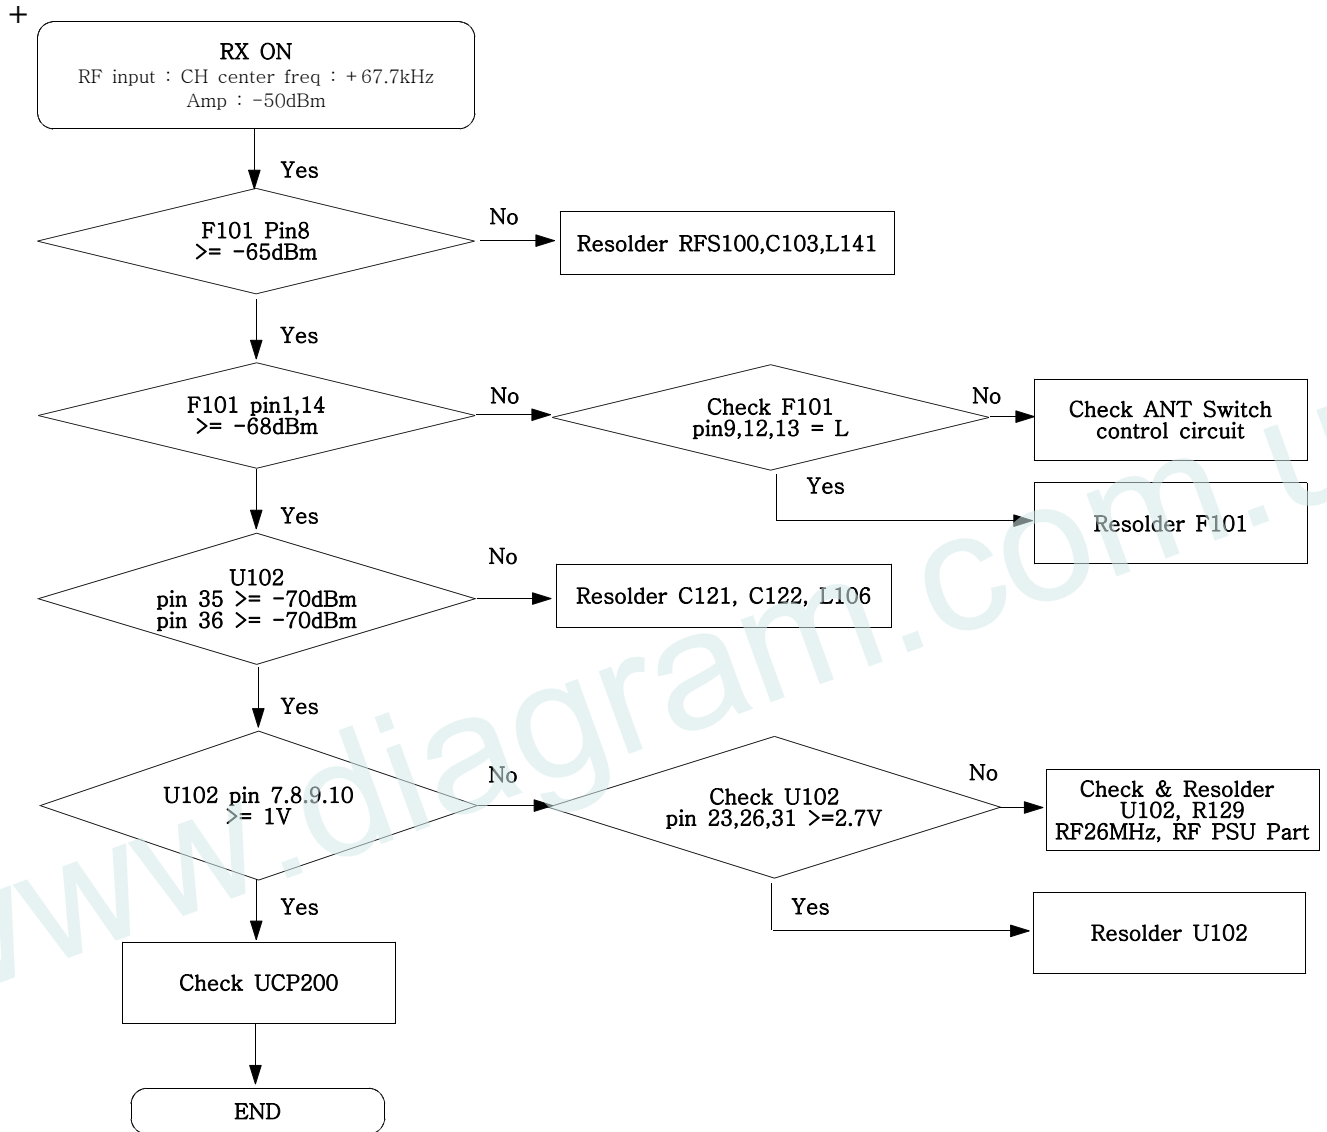 +
RX ON
RF input : CH center freq : +67.7kHz
Amp : -50dBm
Yes
F101 Pin8
>= -65dBm
No
Resolder RFS100,C103,L141
Yes
F101 pin1,14
>= -68dBm
No
Check F101
pin9,12,13 = L
No
Check ANT Switch
control circuit
Yes
Resolder F101
Yes
U102
pin 35 >= -70dBm
pin 36 >= -70dBm
No
Resolder C121, C122, L106
Yes
U102 pin 7.8.9.10
>= 1V
No
Check U102
pin 23,26,31 >=2.7V
No
Check & Resolder
U102, R129
RF26MHz, RF PSU Part
Yes
Resolder U102
Yes
Check UCP200
END
www.diagram.com.u